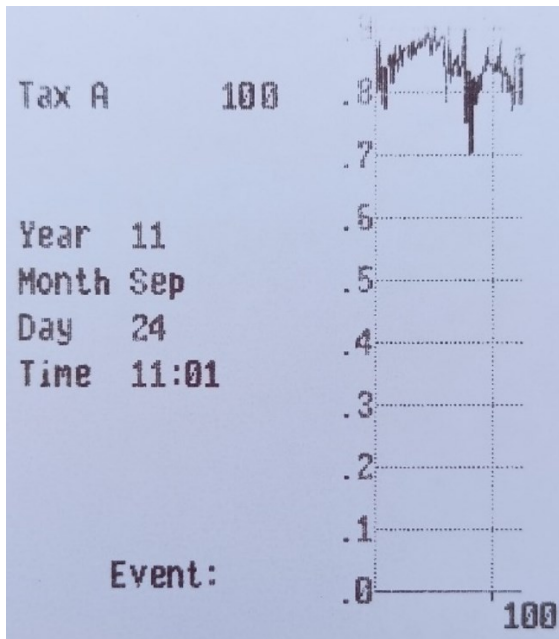 .9
Tax A 100
.8
.7
.6
Year 11
Month Sep
.5
Day 24
.4
Time 11:01
.3
.2
.1
Event:
.0
100